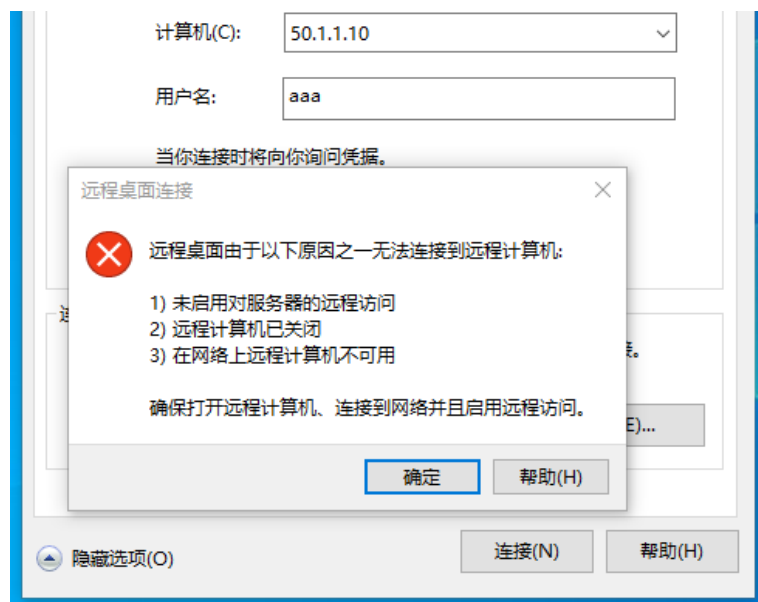 计算机(C):
50.1.1.10
用户名:
aaa
当你连接时将向你询问凭据。
远程桌面连接
远程桌面由于以下原因之一无法连接到远程计算机:
1) 未启用对服务器的远程访问
2) 远程计算机已关闭
3) 在网络上远程计算机不可用
确保打开远程计算机、连接到网络并且启用远程访问。
E)...
确定
帮助(H)
隐藏选项(O)
连接(N)
帮助(H)